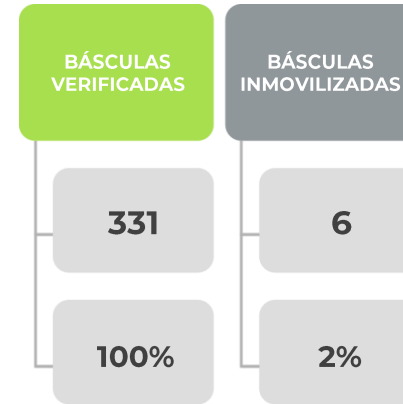 BÁSCULAS
VERIFICADAS
331
100%
BÁSCULAS
INMOVILIZADAS
6
2%